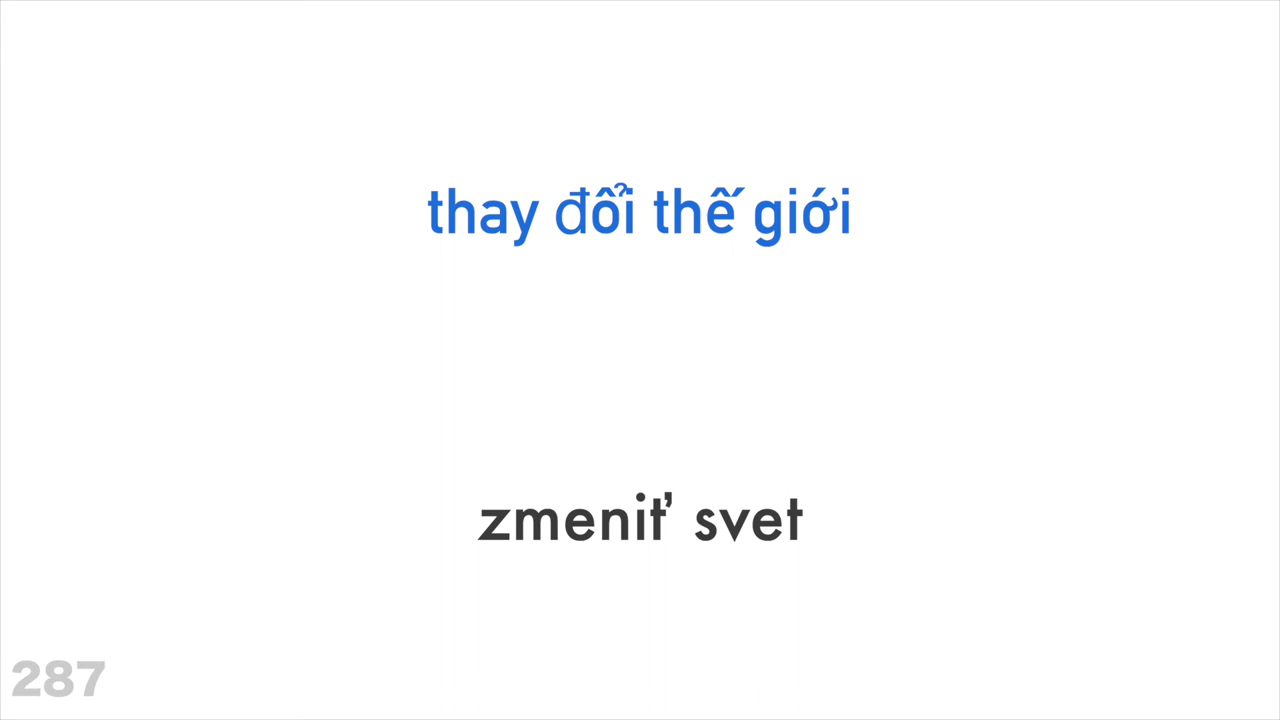 thay đổi thế giới
zmeniť svet
287